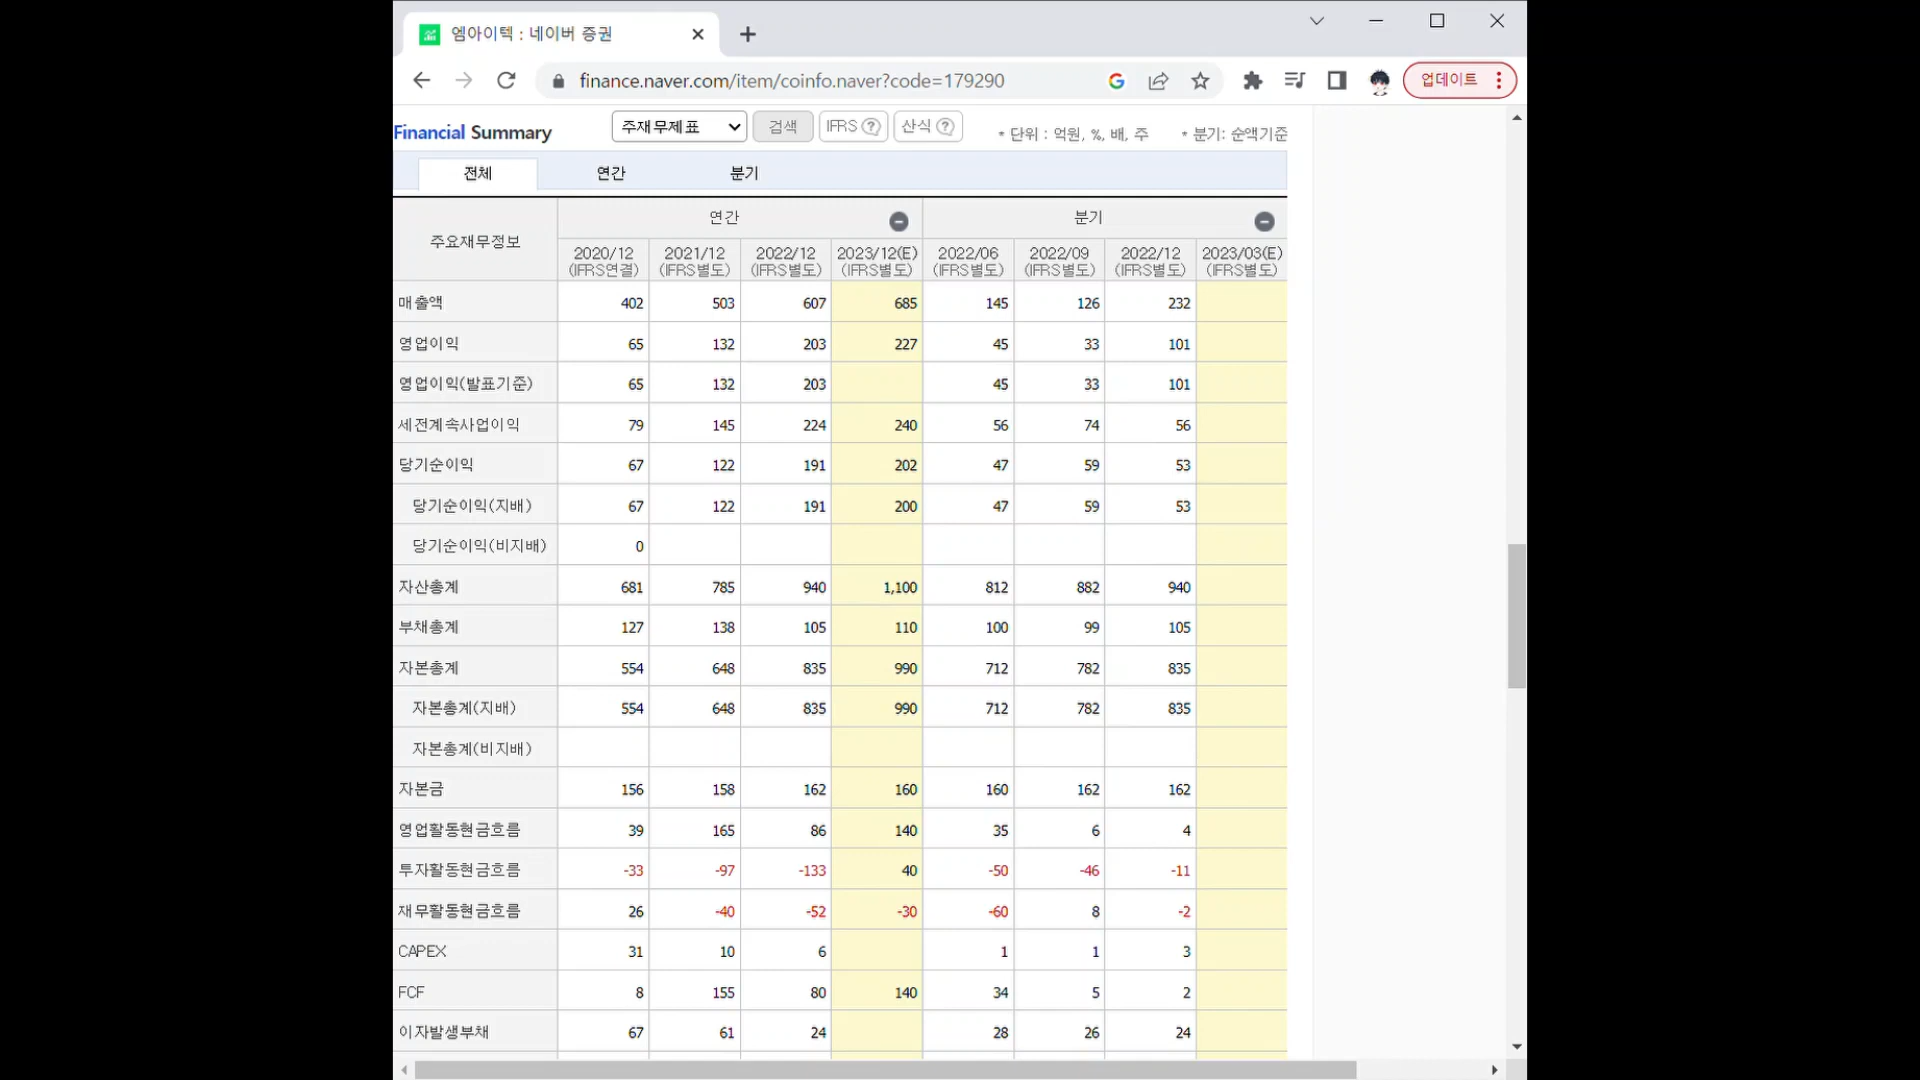 엠아이텍 : 네이버 증권
finance.naver.com/item/coinfo.naver?code=179290
업데이트
Financial Summary 주재무제표 검색 IFRS ? 산식 ? * 단위 : 억원, %, 배, 주 * 분기: 순액기준
전체 연간 분기
주요재무정보 연간 분기
2020/12 2021/12 2022/12 2023/12(E) 2022/06 2022/09 2022/12 2023/03(E)
(IFRS연결) (IFRS별도) (IFRS별도) (IFRS별도) (IFRS별도) (IFRS별도) (IFRS별도) (IFRS별도)
매출액 402 503 607 685 145 126 232
영업이익 65 132 203 227 45 33 101
영업이익(발표기준) 65 132 203 45 33 101
세전계속사업이익 79 145 224 240 56 74 56
당기순이익 67 122 191 202 47 59 53
당기순이익(지배) 67 122 191 200 47 59 53
당기순이익(비지배) 0
자산총계 681 785 940 1,100 812 882 940
부채총계 127 138 105 110 100 99 105
자본총계 554 648 835 990 712 782 835
자본총계(지배) 554 648 835 990 712 782 835
자본총계(비지배)
자본금 156 158 162 160 160 162 162
영업활동현금흐름 39 165 86 140 35 6 4
투자활동현금흐름 -33 -97 -133 40 -50 -46 -11
재무활동현금흐름 26 -40 -52 -30 -60 8 -2
CAPEX 31 10 6 1 1 3
FCF 8 155 80 140 34 5 2
이자발생부채 67 61 24 28 26 24